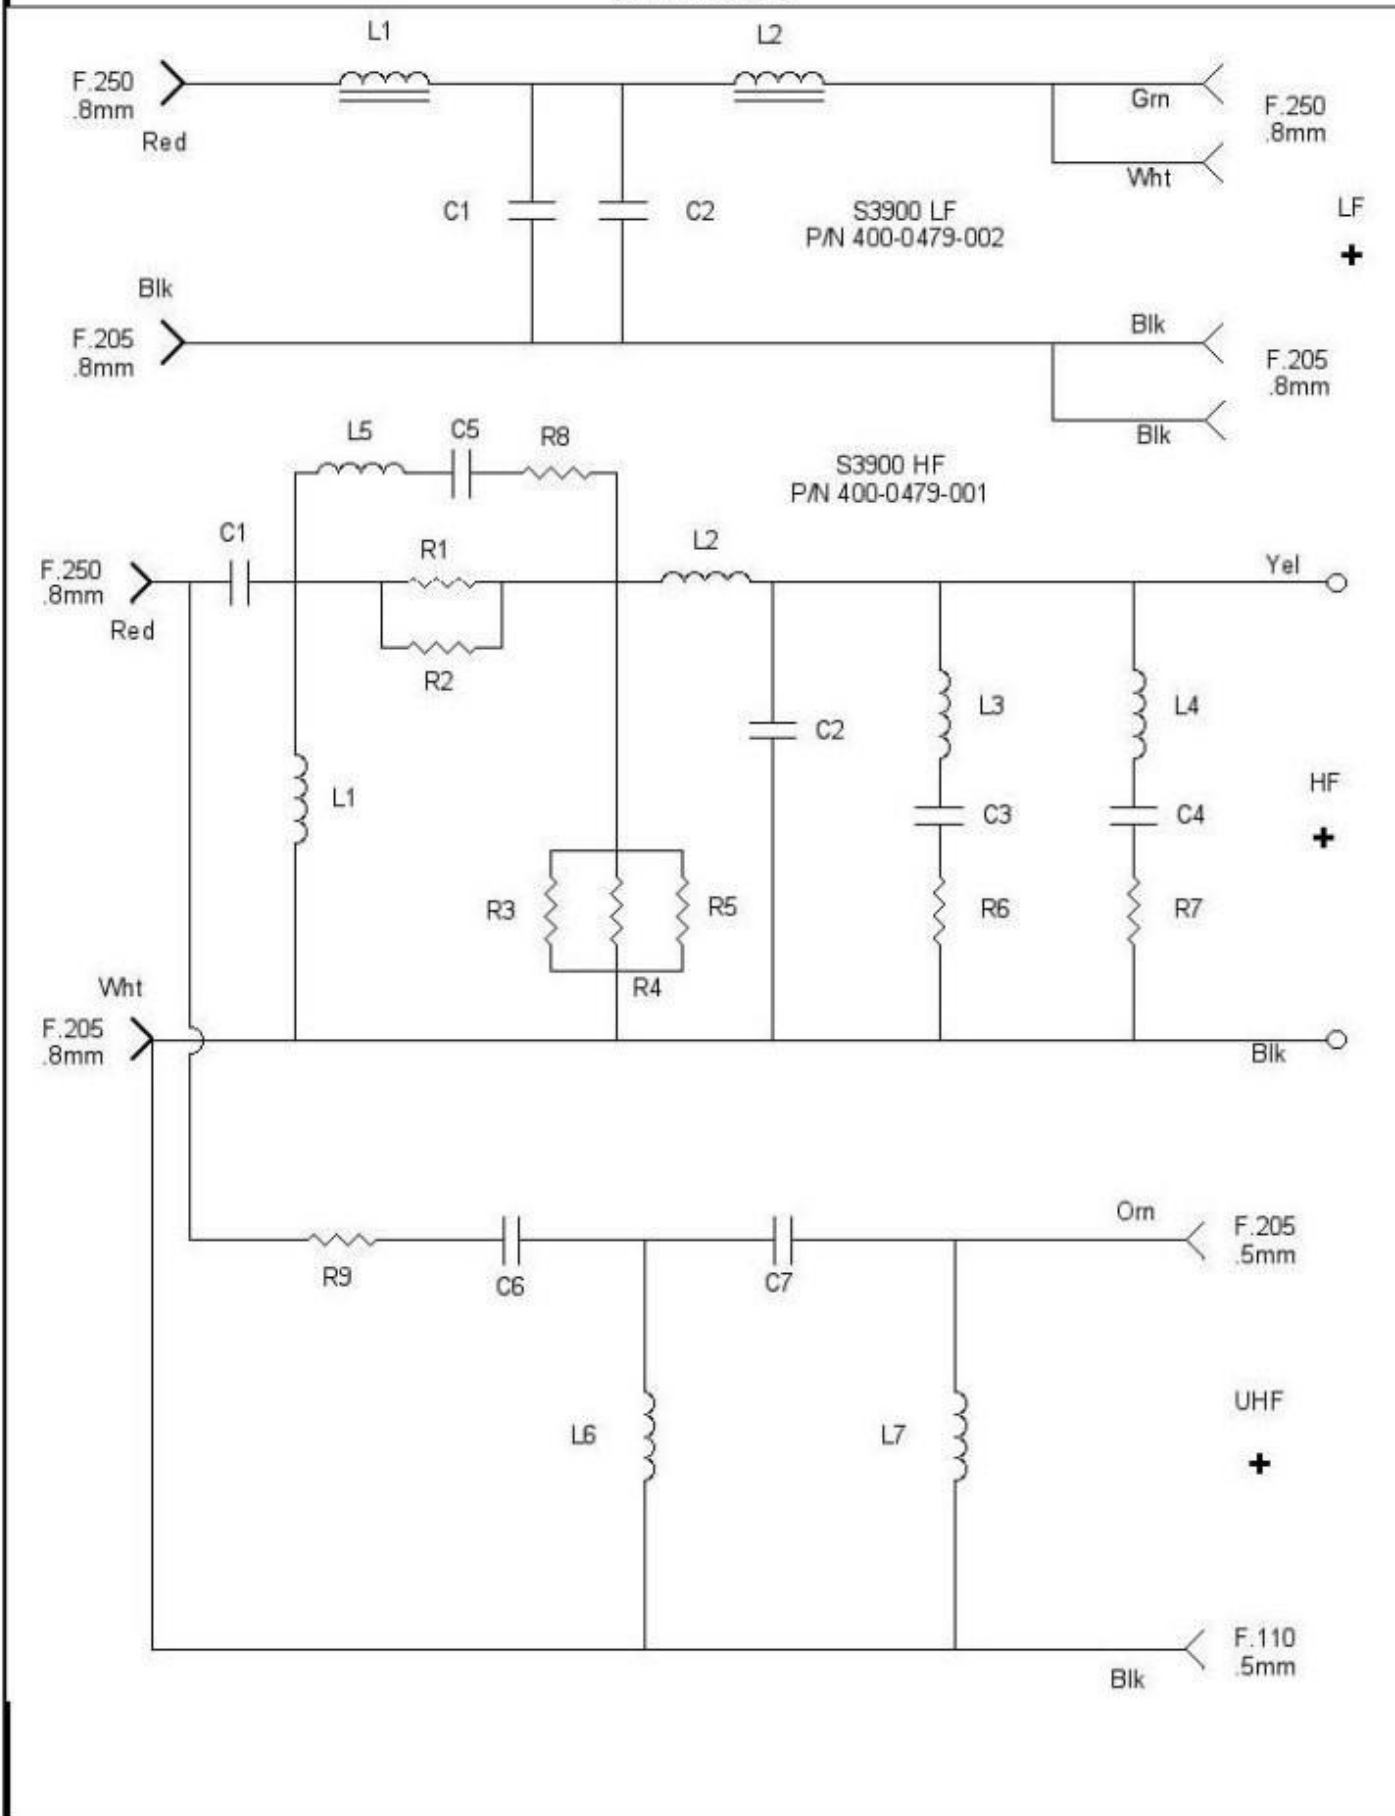 L1
L2
F.250
.8mm
Red
Grn
F.250
.8mm
Wht
C1
C2
S3900 LF
P/N 400-0479-002
LF
+
Blk
F.205
.8mm
Blk
F.205
.8mm
Blk
L5
C5
R8
S3900 HF
P/N 400-0479-001
C1
R1
L2
F.250
.8mm
Red
Yel
R2
L1
C2
L3
L4
C3
C4
HF
+
R3
R5
R6
R7
R4
Wht
F.205
.8mm
Blk
Orn
F.205
.5mm
R9
C6
C7
L6
L7
UHF
+
F.110
.5mm
Blk